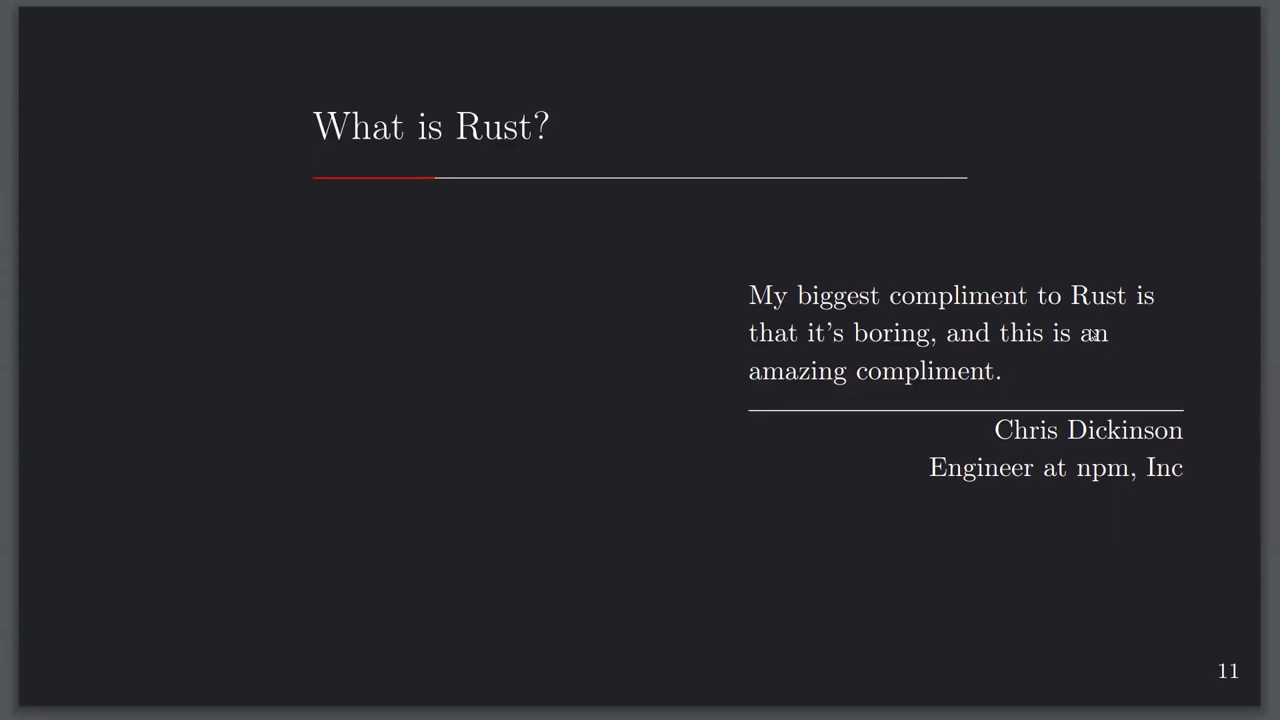 What is Rust?
My biggest compliment to Rust is
that it's boring, and this is an
amazing compliment.
Chris Dickinson
Engineer at npm, Inc
11